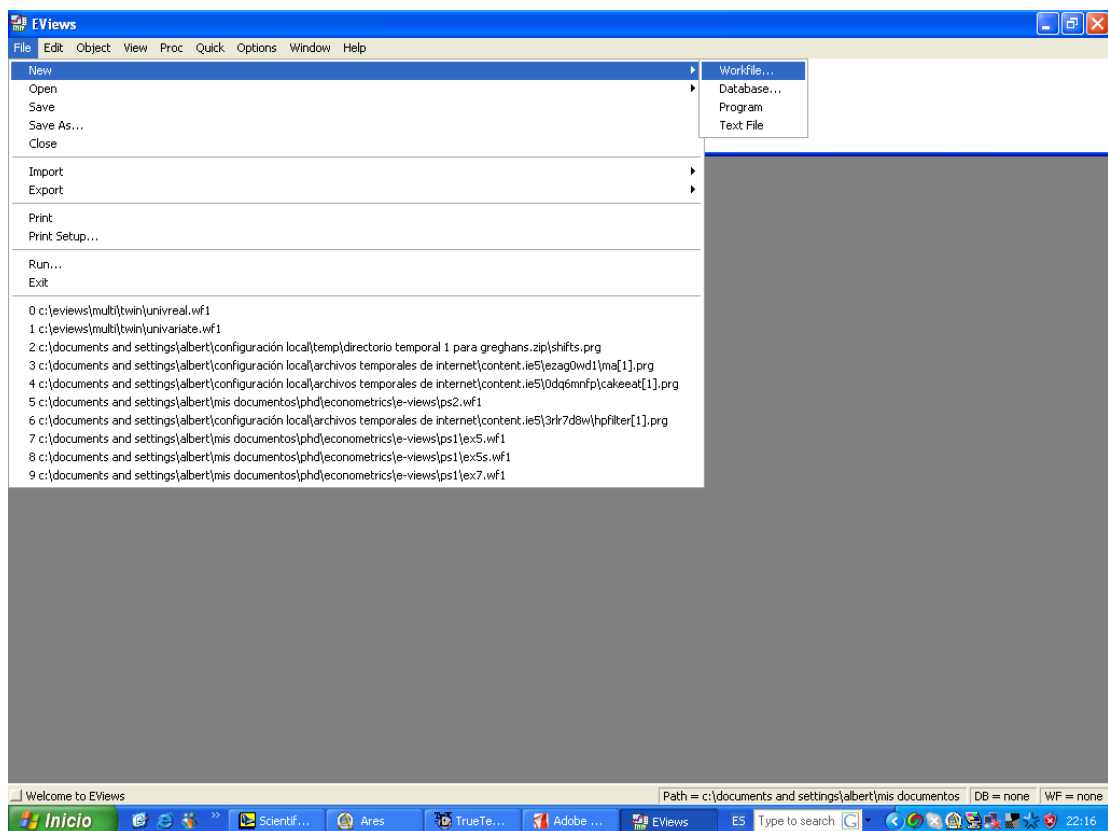 EViews
File Edit Object View Proc Quick Options Window Help
New
Open
Save
Save As...
Close
Import
Export
Print
Print Setup...
Run...
Exit
0 c:\eviews\multi\twin\univreal.wf1
1 c:\eviews\multi\twin\univariate.wf1
2 c:\documents and settings\albert\configuración local\temp\directorio temporal 1 para greghans.zip\shifts.prg
3 c:\documents and settings\albert\configuración local\archivos temporales de internet\content.ie5\ezag0wd1\ma[1].prg
4 c:\documents and settings\albert\configuración local\archivos temporales de internet\content.ie5\0dq6mnfp\cakeeat[1].prg
5 c:\documents and settings\albert\mis documentos\phd\econometrics\e-views\ps2.wf1
6 c:\documents and settings\albert\configuración local\archivos temporales de internet\content.ie5\3rlr7d8w\hpfilter[1].prg
7 c:\documents and settings\albert\mis documentos\phd\econometrics\e-views\ps1\ex5.wf1
8 c:\documents and settings\albert\mis documentos\phd\econometrics\e-views\ps1\ex5s.wf1
9 c:\documents and settings\albert\mis documentos\phd\econometrics\e-views\ps1\ex7.wf1
Workfile...
Database...
Program
Text File
Welcome to EViews Path = c:\documents and settings\albert\mis documentos DB = none WF = none
Inicio Scientif... Ares TrueTe... Adobe ... EViews ES Type to search 22:16